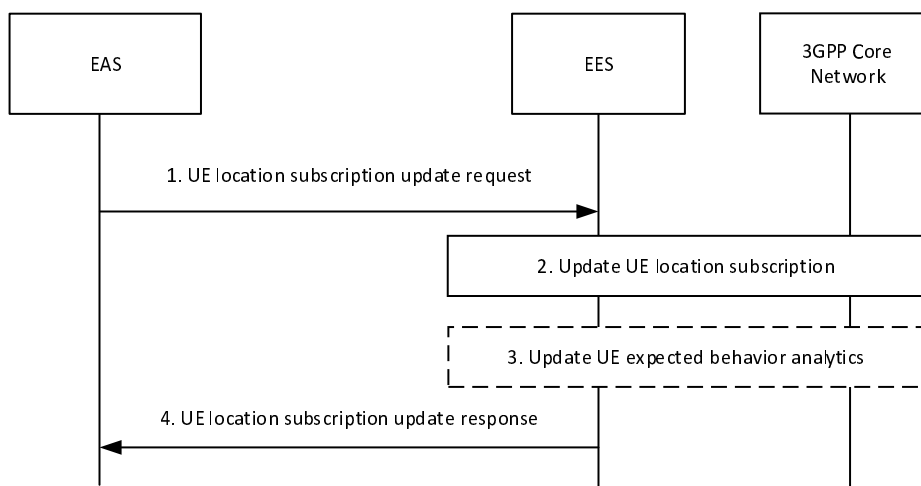 EAS
EES
3GPP Core
Network
1. UE location subscription update request
2. Update UE location subscription
3. Update UE expected behavior analytics
4. UE location subscription update response